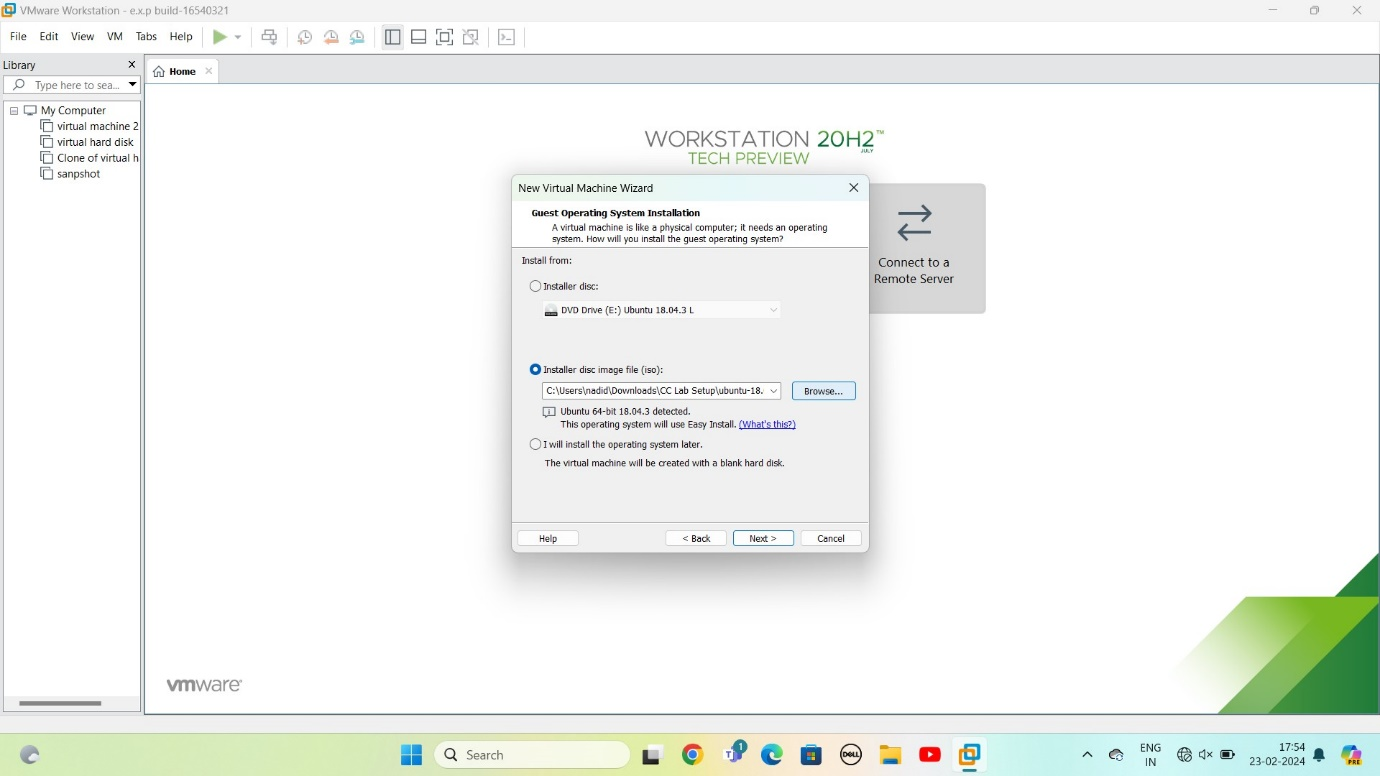 VMware Workstation - e.x.p build-16540321
File Edit View VM Tabs Help
Library
Type here to sea...
My Computer
virtual machine 2
virtual hard disk
Clone of virtual h
sanpshot
Home
WORKSTATION 20H2™
JULY
TECH PREVIEW
Connect to a
Remote Server
New Virtual Machine Wizard
Guest Operating System Installation
A virtual machine is like a physical computer; it needs an operating
system. How will you install the guest operating system?
Install from:
Installer disc:
DVD Drive (E:) Ubuntu 18.04.3 L
Installer disc image file (iso):
C:\Users\nadid\Downloads\CC Lab Setup\ubuntu-18.
Browse...
Ubuntu 64-bit 18.04.3 detected.
This operating system will use Easy Install. (What's this?)
I will install the operating system later.
The virtual machine will be created with a blank hard disk.
Help
< Back
Next >
Cancel
vmware®
Search
1
DELL
ENG
IN
17:54
23-02-2024
PRE